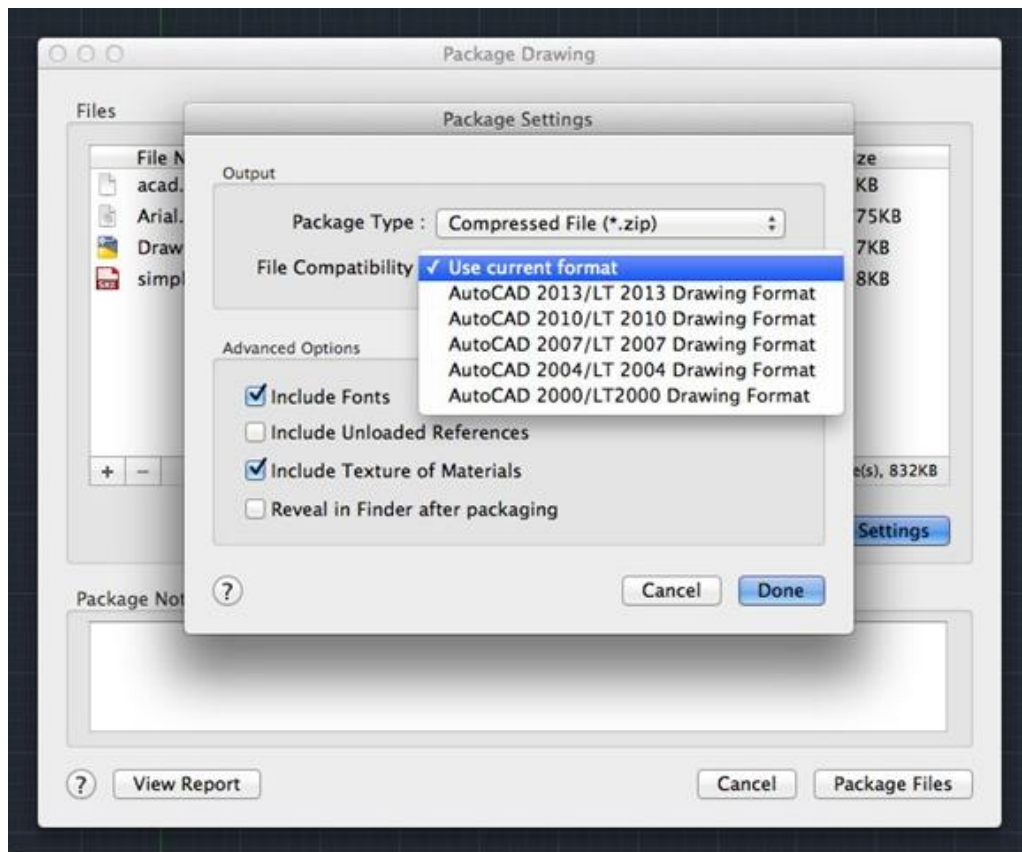 Package Drawing
Files
Package Settings
File N
ze
acad.
KB
Arial.
75KB
Draw
7KB
simpl
8KB
Output
Package Type : Compressed File (*.zip)
File Compatibility ✓ Use current format
AutoCAD 2013/LT 2013 Drawing Format
AutoCAD 2010/LT 2010 Drawing Format
AutoCAD 2007/LT 2007 Drawing Format
AutoCAD 2004/LT 2004 Drawing Format
AutoCAD 2000/LT2000 Drawing Format
Advanced Options
Include Fonts
Include Unloaded References
Include Texture of Materials
Reveal in Finder after packaging
+ −
e(s), 832KB
Settings
? Cancel Done
Package Not
? View Report Cancel Package Files